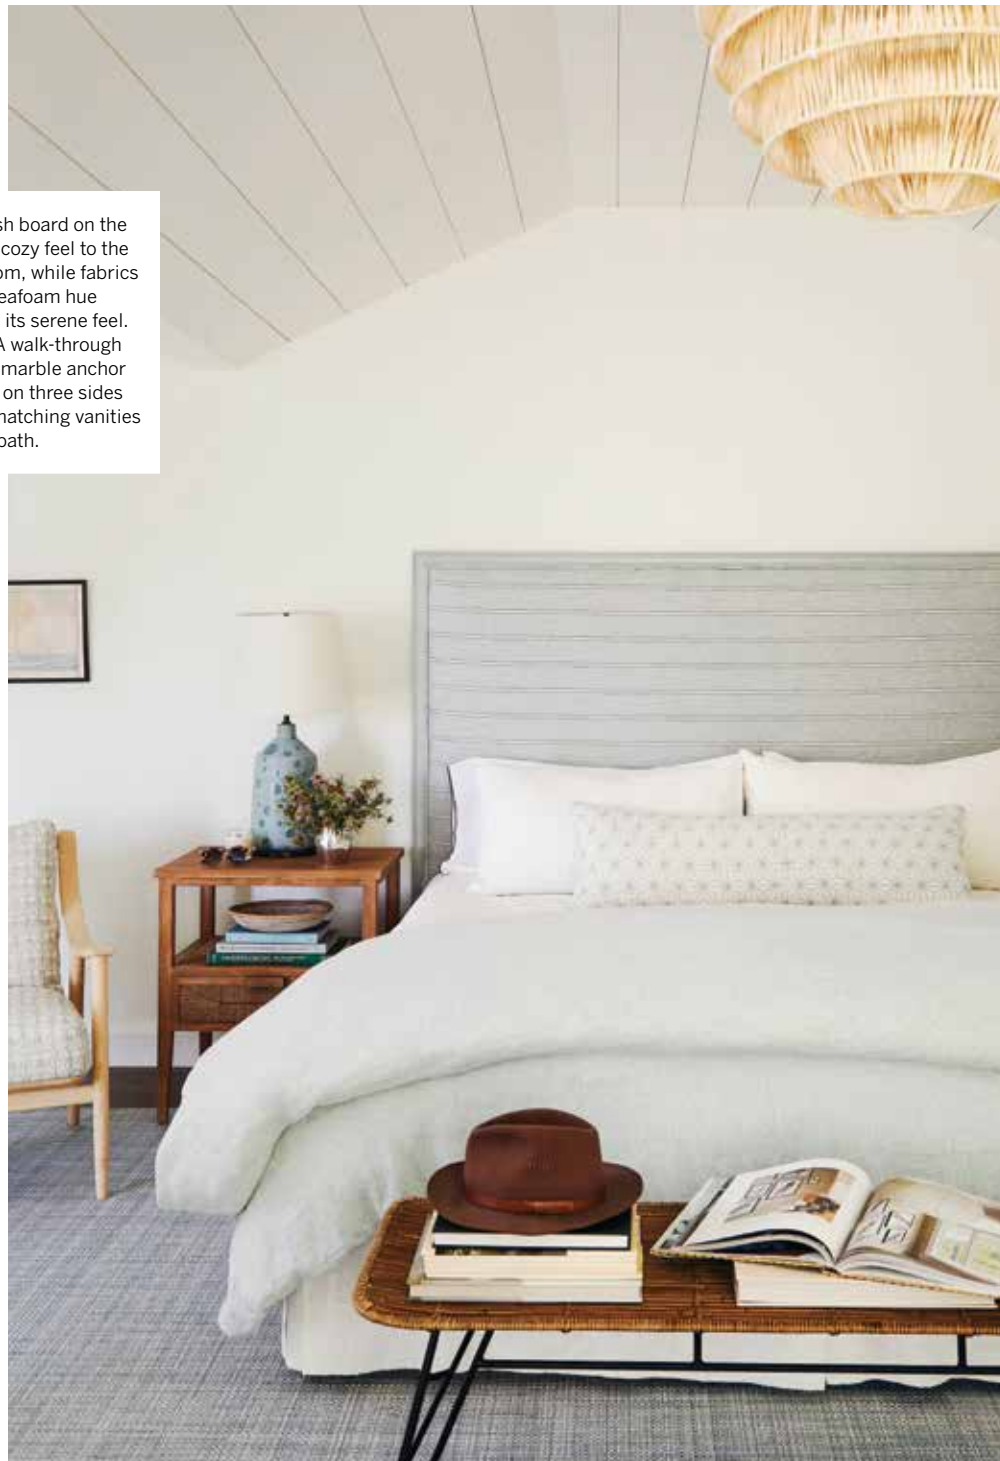 sh board on the
cozy feel to the
om, while fabrics
eafoam hue
its serene feel.
A walk-through
marble anchor
on three sides
natching vanities
bath.